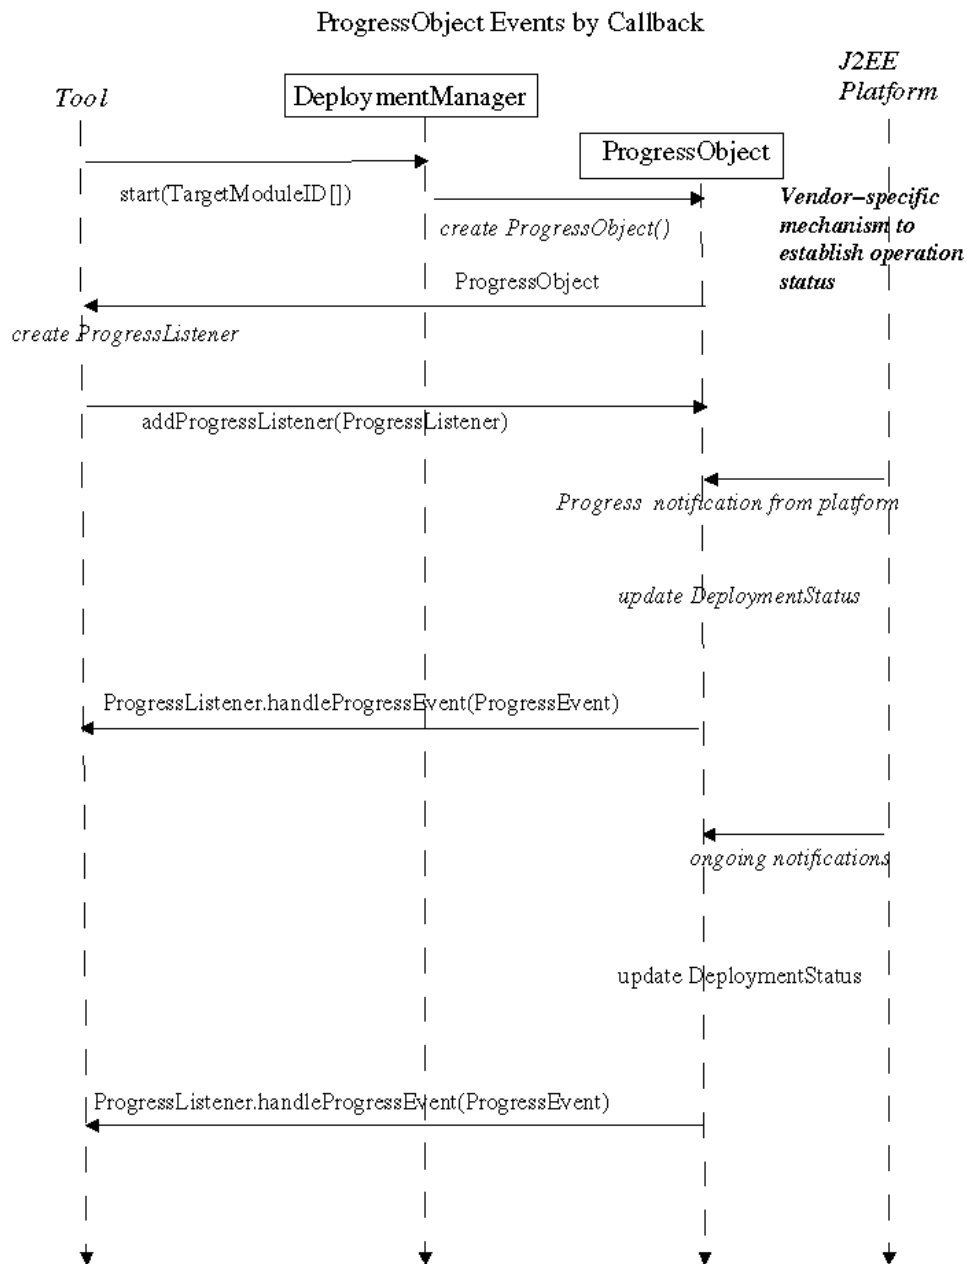 ProgressObject Events by Callback
J2EE
Platform
Tool
DeploymentManager
ProgressObject
start(TargetModuleID[])
create ProgressObject()
Vendor–specific
mechanism to
establish operation
status
ProgressObject
create ProgressListener
addProgressListener(ProgressListener)
Progress notification from platform
update DeploymentStatus
ProgressListener.handleProgressEvent(ProgressEvent)
ongoing notifications
update DeploymentStatus
ProgressListener.handleProgressEvent(ProgressEvent)